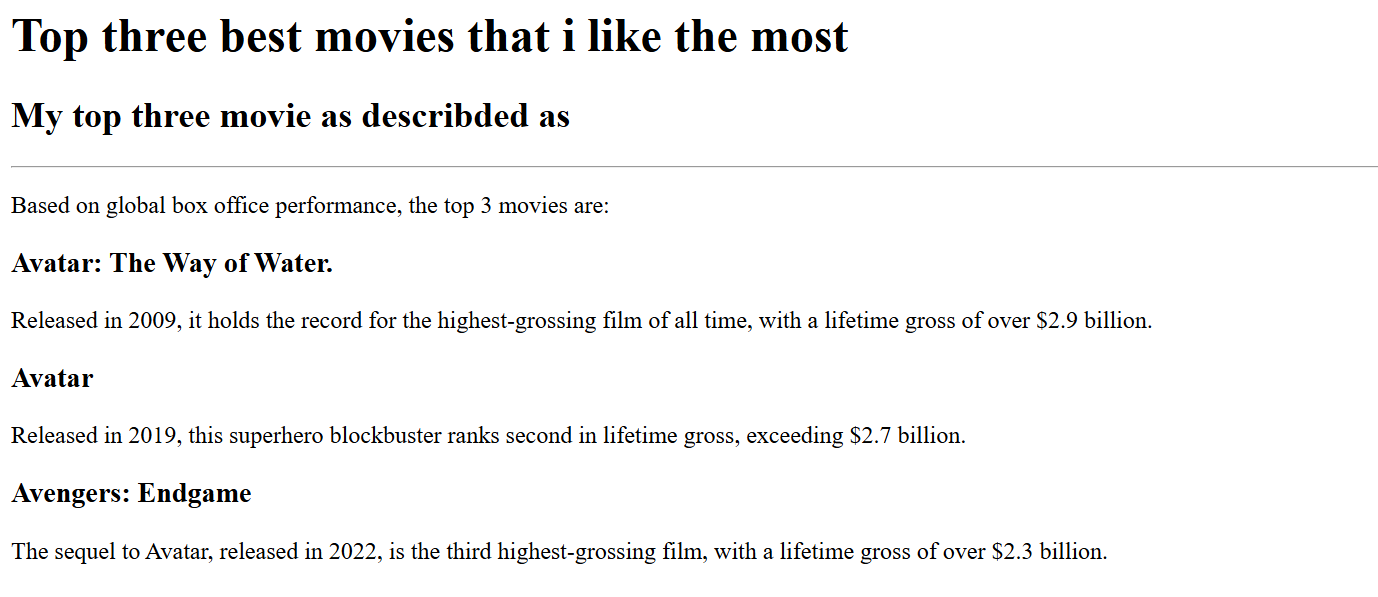 Top three best movies that i like the most
My top three movie as describded as
Based on global box office performance, the top 3 movies are:
Avatar: The Way of Water.
Released in 2009, it holds the record for the highest-grossing film of all time, with a lifetime gross of over $2.9 billion.
Avatar
Released in 2019, this superhero blockbuster ranks second in lifetime gross, exceeding $2.7 billion.
Avengers: Endgame
The sequel to Avatar, released in 2022, is the third highest-grossing film, with a lifetime gross of over $2.3 billion.